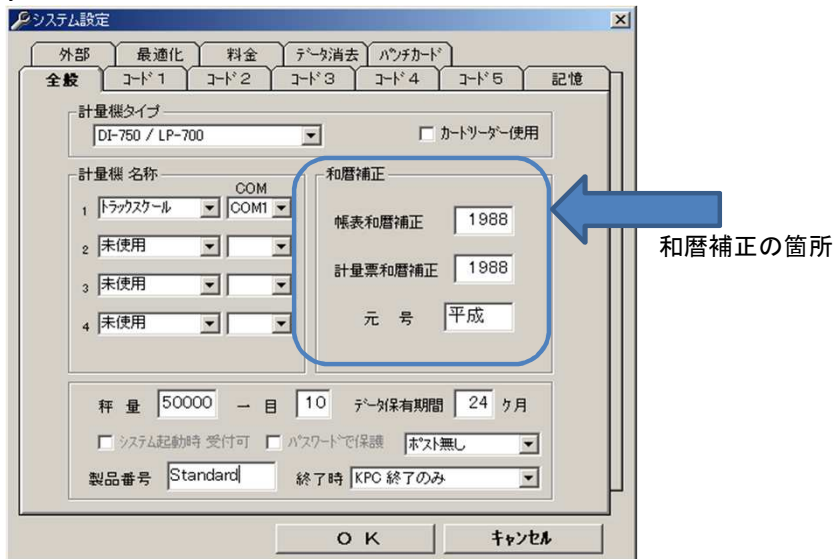 システム設定
外部 最適化 料金 データ消去 パンチカード
全般 コード1 コード2 コード3 コード4 コード5 記憶
計量機タイプ
DI-750 / LP-700
カードリーダー使用
計量機 名称
COM
1 トラックスケール COM1
2 未使用
3 未使用
4 未使用
和暦補正
帳表和暦補正 1988
計量票和暦補正 1988
元 号 平成
和暦補正の箇所
秤 量 50000 一 目 10 データ保有期間 24 ヶ月
システム起動時 受付可 パスワードで保護 ポスト無し
製品番号 Standard 終了時 KPC 終了のみ
OK キャンセル